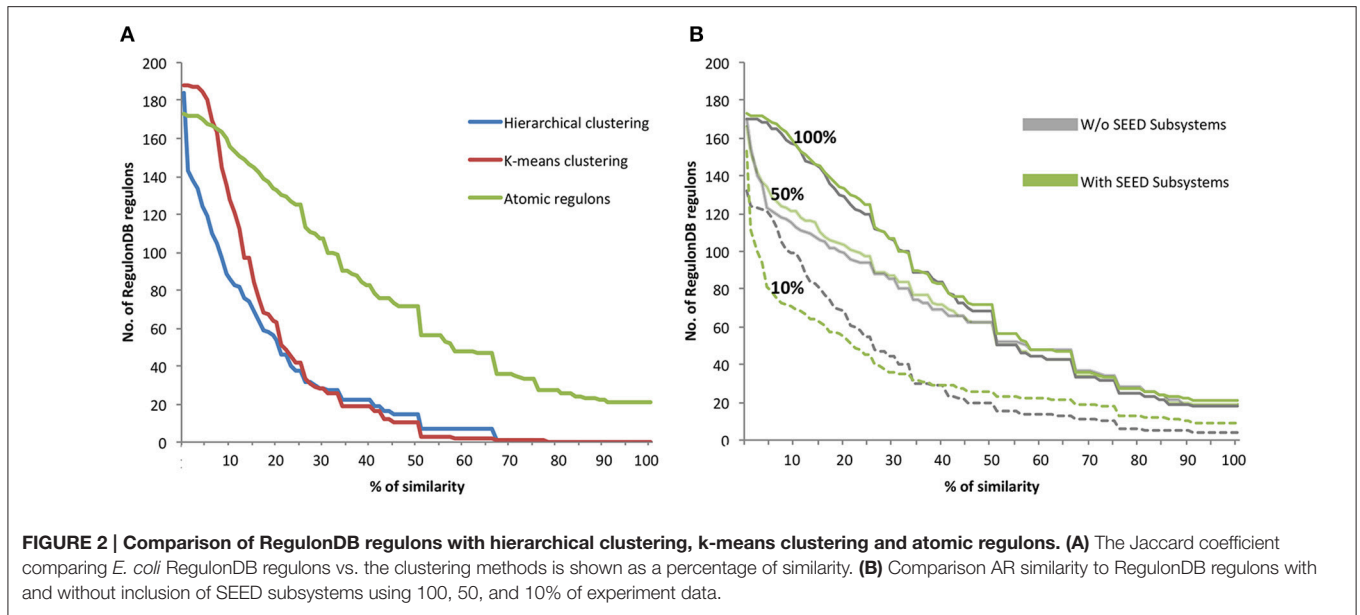 A
No. of RegulonDB regulons
200
180
160
140
120
100
80
60
40
20
0
Hierarchical clustering
K-means clustering
Atomic regulons
10 20 30 40 50 60 70 80 90 100
% of similarity
B
No. of RegulonDB regulons
200
180
160
140
120
100
80
60
40
20
0
100%
50%
10%
W/o SEED Subsystems
With SEED Subsystems
10 20 30 40 50 60 70 80 90 100
% of similarity
FIGURE 2 | Comparison of RegulonDB regulons with hierarchical clustering, k-means clustering and atomic regulons. (A) The Jaccard coefficient
comparing E. coli RegulonDB regulons vs. the clustering methods is shown as a percentage of similarity. (B) Comparison AR similarity to RegulonDB regulons with
and without inclusion of SEED subsystems using 100, 50, and 10% of experiment data.